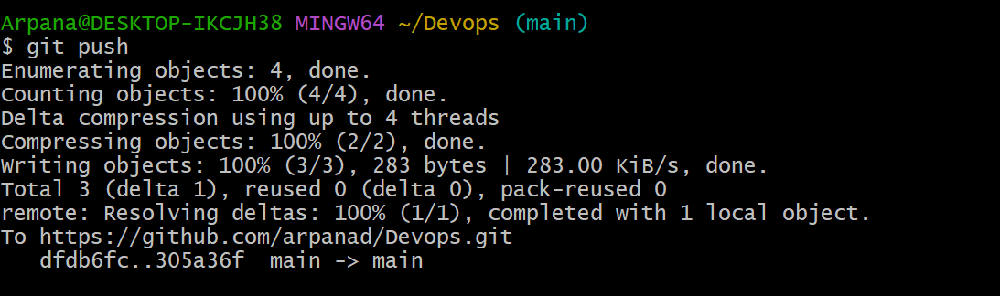 Arpana@DESKTOP-IKCJH38 MINGW64 ~/Devops (main)
$ git push
Enumerating objects: 4, done.
Counting objects: 100% (4/4), done.
Delta compression using up to 4 threads
Compressing objects: 100% (2/2), done.
Writing objects: 100% (3/3), 283 bytes | 283.00 KiB/s, done.
Total 3 (delta 1), reused 0 (delta 0), pack-reused 0
remote: Resolving deltas: 100% (1/1), completed with 1 local object.
To https://github.com/arpanad/Devops.git
   dfdb6fc..305a36f  main -> main